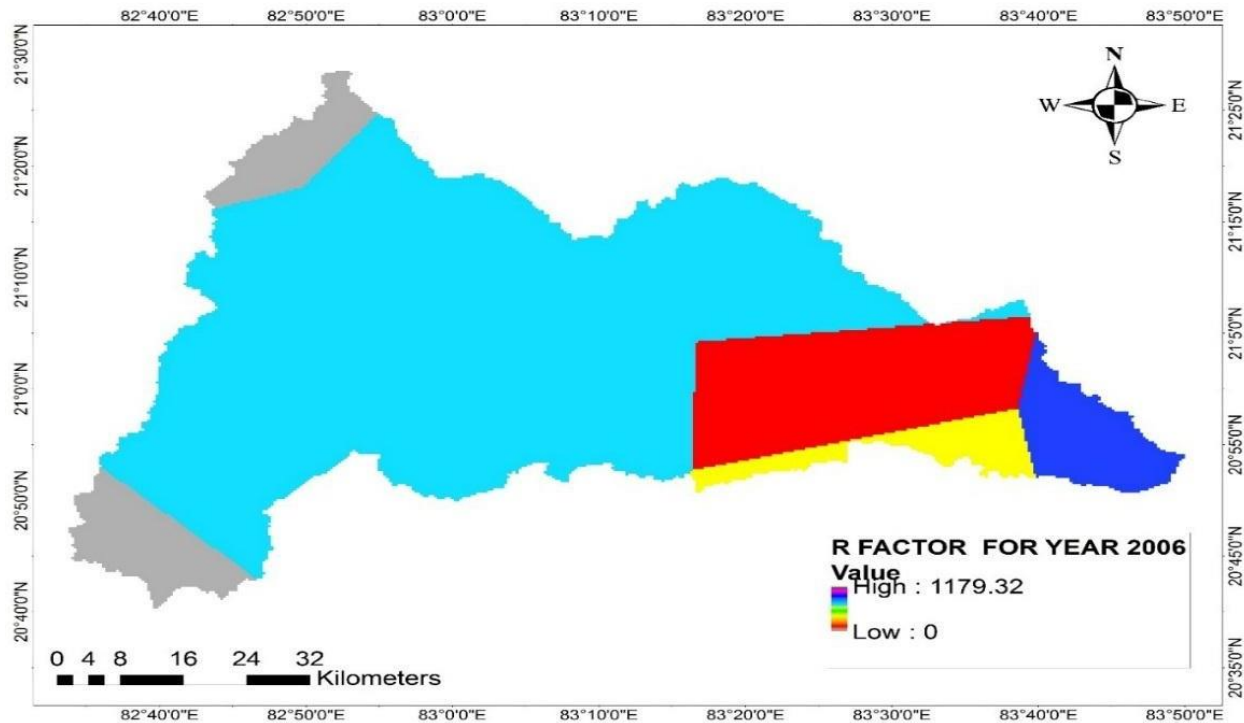 82°40'0"E 82°50'0"E 83°0'0"E 83°10'0"E 83°20'0"E 83°30'0"E 83°40'0"E 83°50'0"E
21°30'0"N
21°20'0"N
21°10'0"N
21°0'0"N
20°50'0"N
20°40'0"N
N
W E
S
21°25'0"N
21°15'0"N
21°5'0"N
20°55'0"N
20°45'0"N
20°35'0"N
R FACTOR FOR YEAR 2006
Value
High : 1179.32
Low : 0
0 4 8 16 24 32
Kilometers
82°40'0"E 82°50'0"E 83°0'0"E 83°10'0"E 83°20'0"E 83°30'0"E 83°40'0"E 83°50'0"E